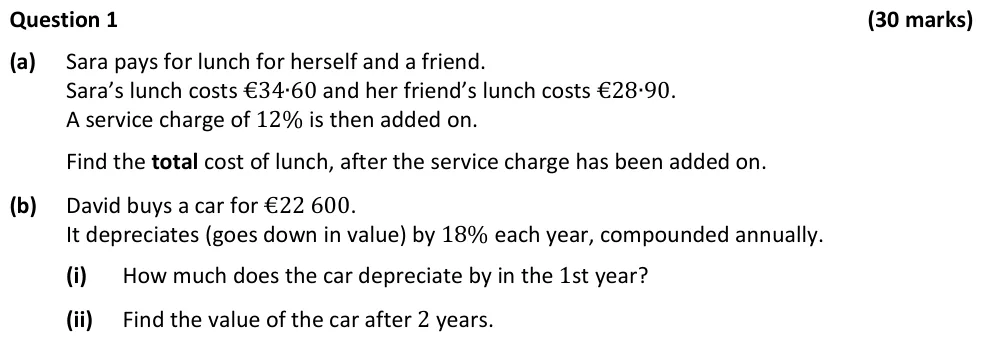 Question 1 (30 marks)
(a) Sara pays for lunch for herself and a friend.
Sara’s lunch costs €34·60 and her friend’s lunch costs €28·90.
A service charge of 12% is then added on.
Find the total cost of lunch, after the service charge has been added on.
(b) David buys a car for €22 600.
It depreciates (goes down in value) by 18% each year, compounded annually.
(i) How much does the car depreciate by in the 1st year?
(ii) Find the value of the car after 2 years.